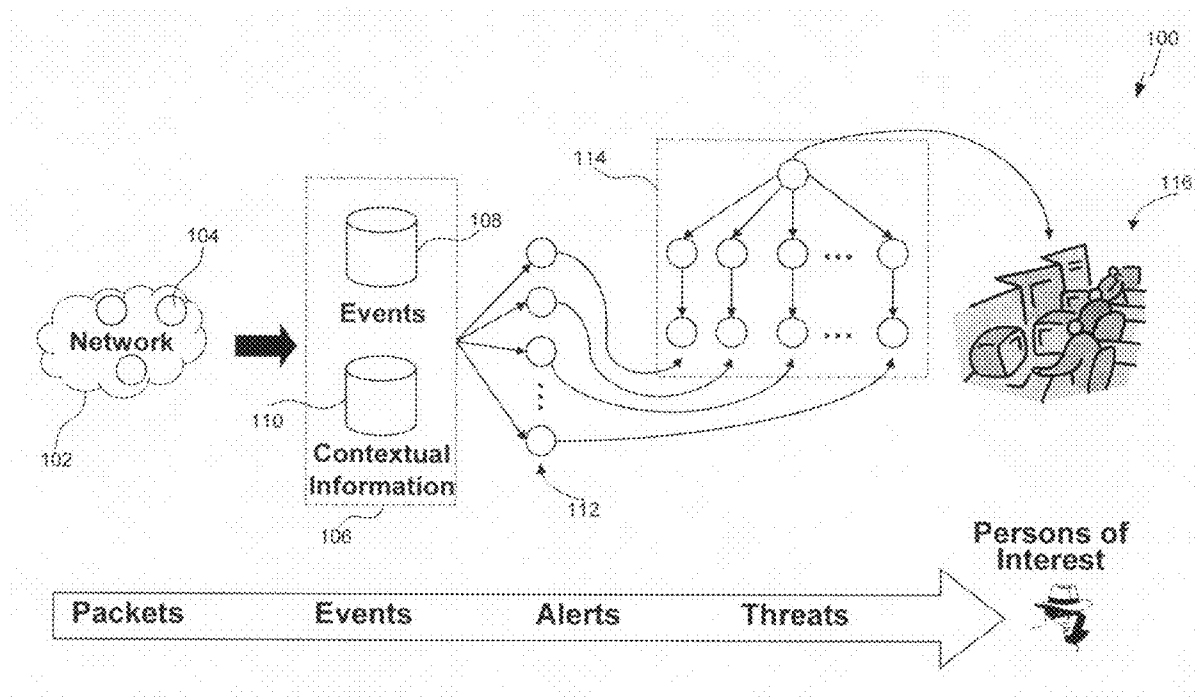 100
114
116
104
108
Network
Events
110
102
Contextual
Information
112
106
Persons of
Interest
Packets
Events
Alerts
Threats